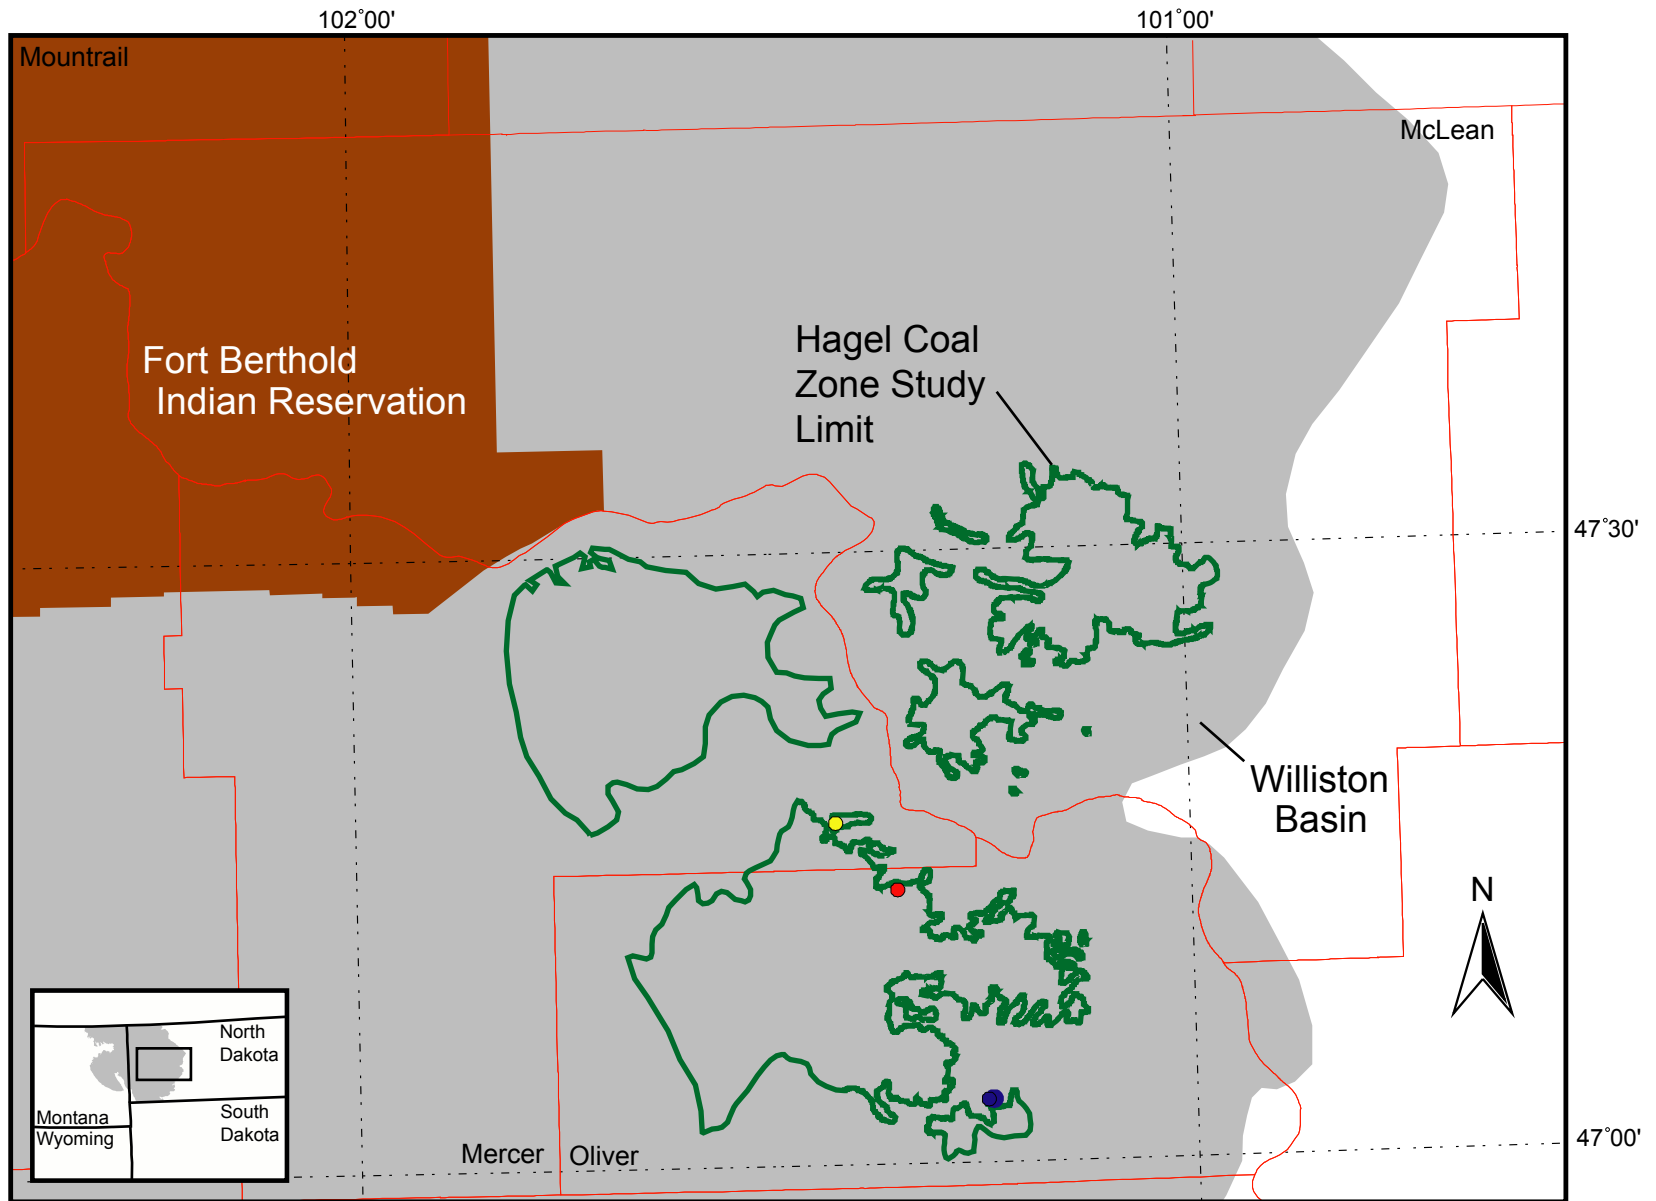 102°00'
101°00'
Mountrail
McLean
Hagel Coal
Zone Study
Limit
Fort Berthold
Indian Reservation
47°30'
Williston
Basin
N
North
Dakota
Montana
Wyoming
South
Dakota
Mercer
Oliver
47°00'